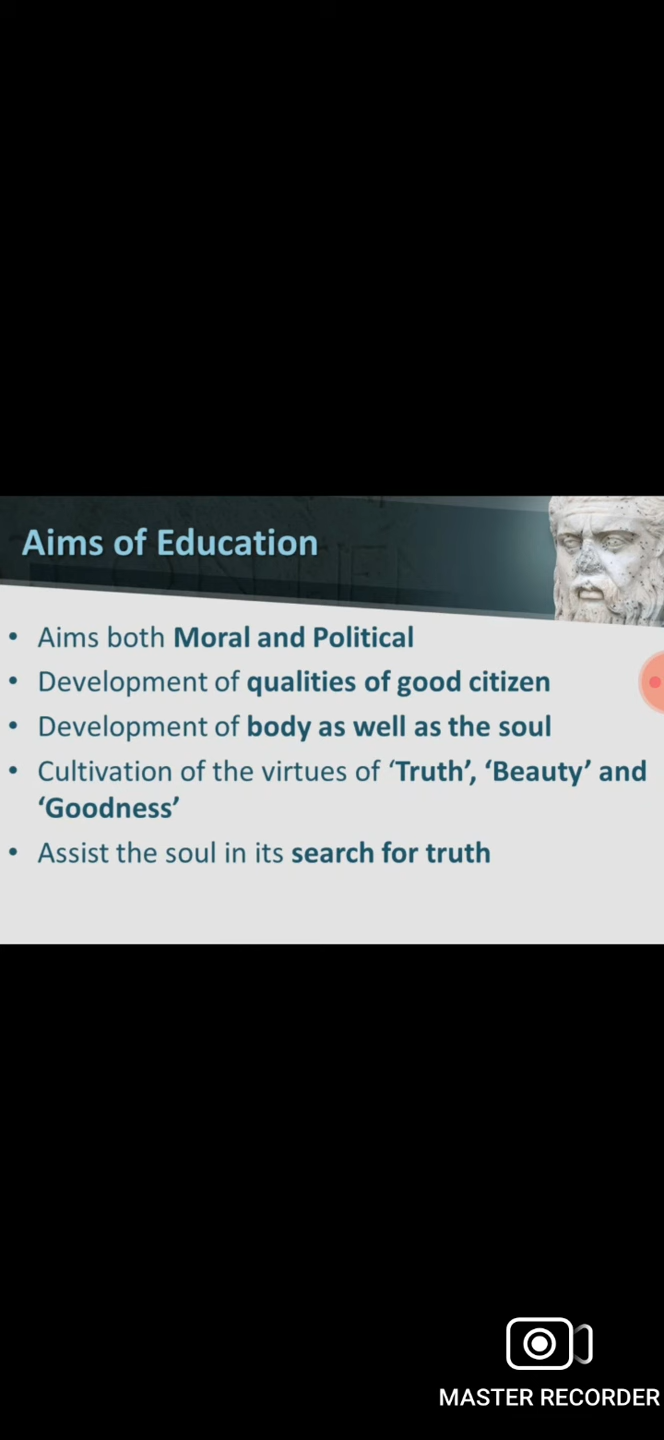 Aims of Education
• Aims both Moral and Political
• Development of qualities of good citizen
• Development of body as well as the soul
• Cultivation of the virtues of ‘Truth’, ‘Beauty’ and
‘Goodness’
• Assist the soul in its search for truth
MASTER RECORDER